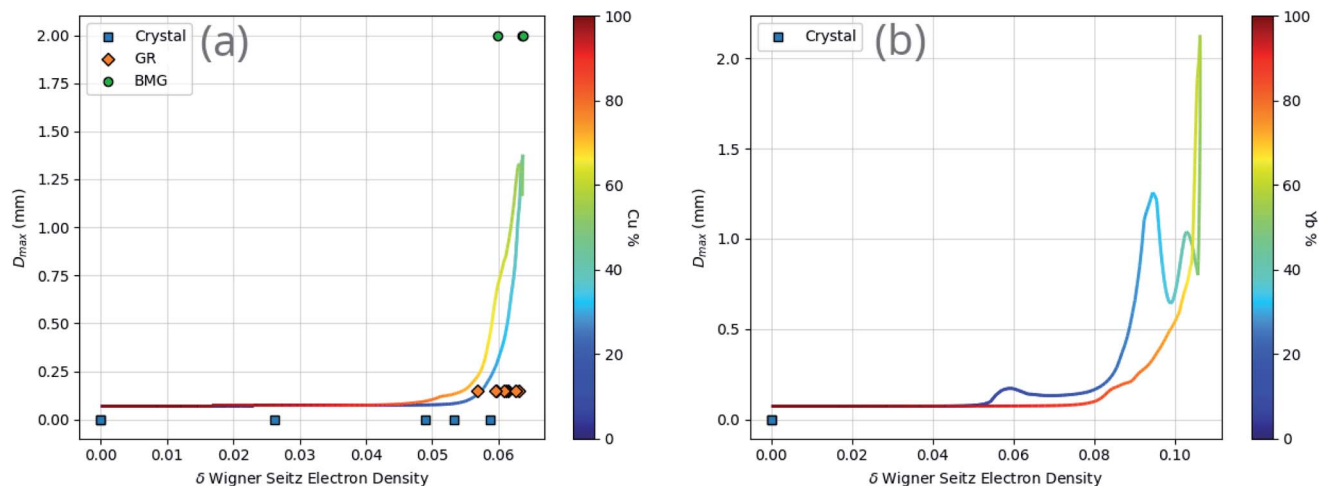 (a)
Crystal
GR
BMG
2.00
1.75
1.50
1.25
1.00
0.75
0.50
0.25
0.00
D_max (mm)
0.00 0.01 0.02 0.03 0.04 0.05 0.06
δ Wigner Seitz Electron Density
100
80
60
40
20
0
Cu %
(b)
Crystal
2.0
1.5
1.0
0.5
0.0
D_max (mm)
0.00 0.02 0.04 0.06 0.08 0.10
δ Wigner Seitz Electron Density
100
80
60
40
20
0
Yb %